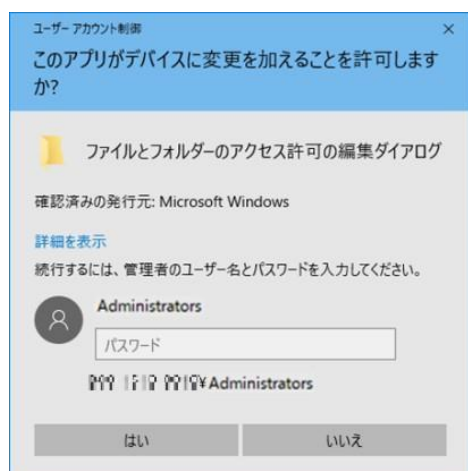 ユーザー アカウント制御
このアプリがデバイスに変更を加えることを許可します
か?
ファイルとフォルダーのアクセス許可の編集ダイアログ
確認済みの発行元: Microsoft Windows
詳細を表示
続行するには、管理者のユーザー名とパスワードを入力してください。
Administrators
パスワード
¥Administrators
はい
いいえ